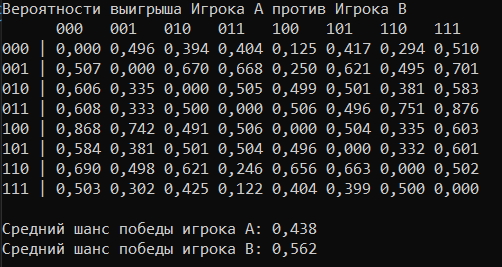 Вероятности выигрыша Игрока A против Игрока B
000 001 010 011 100 101 110 111
000 | 0,000 0,496 0,394 0,404 0,125 0,417 0,294 0,510
001 | 0,507 0,000 0,670 0,668 0,250 0,621 0,495 0,701
010 | 0,606 0,335 0,000 0,505 0,499 0,501 0,381 0,583
011 | 0,608 0,333 0,500 0,000 0,506 0,496 0,751 0,876
100 | 0,868 0,742 0,491 0,506 0,000 0,504 0,335 0,603
101 | 0,584 0,381 0,501 0,504 0,496 0,000 0,332 0,601
110 | 0,690 0,498 0,621 0,246 0,656 0,663 0,000 0,502
111 | 0,503 0,302 0,425 0,122 0,404 0,399 0,500 0,000
Средний шанс победы игрока A: 0,438
Средний шанс победы игрока B: 0,562